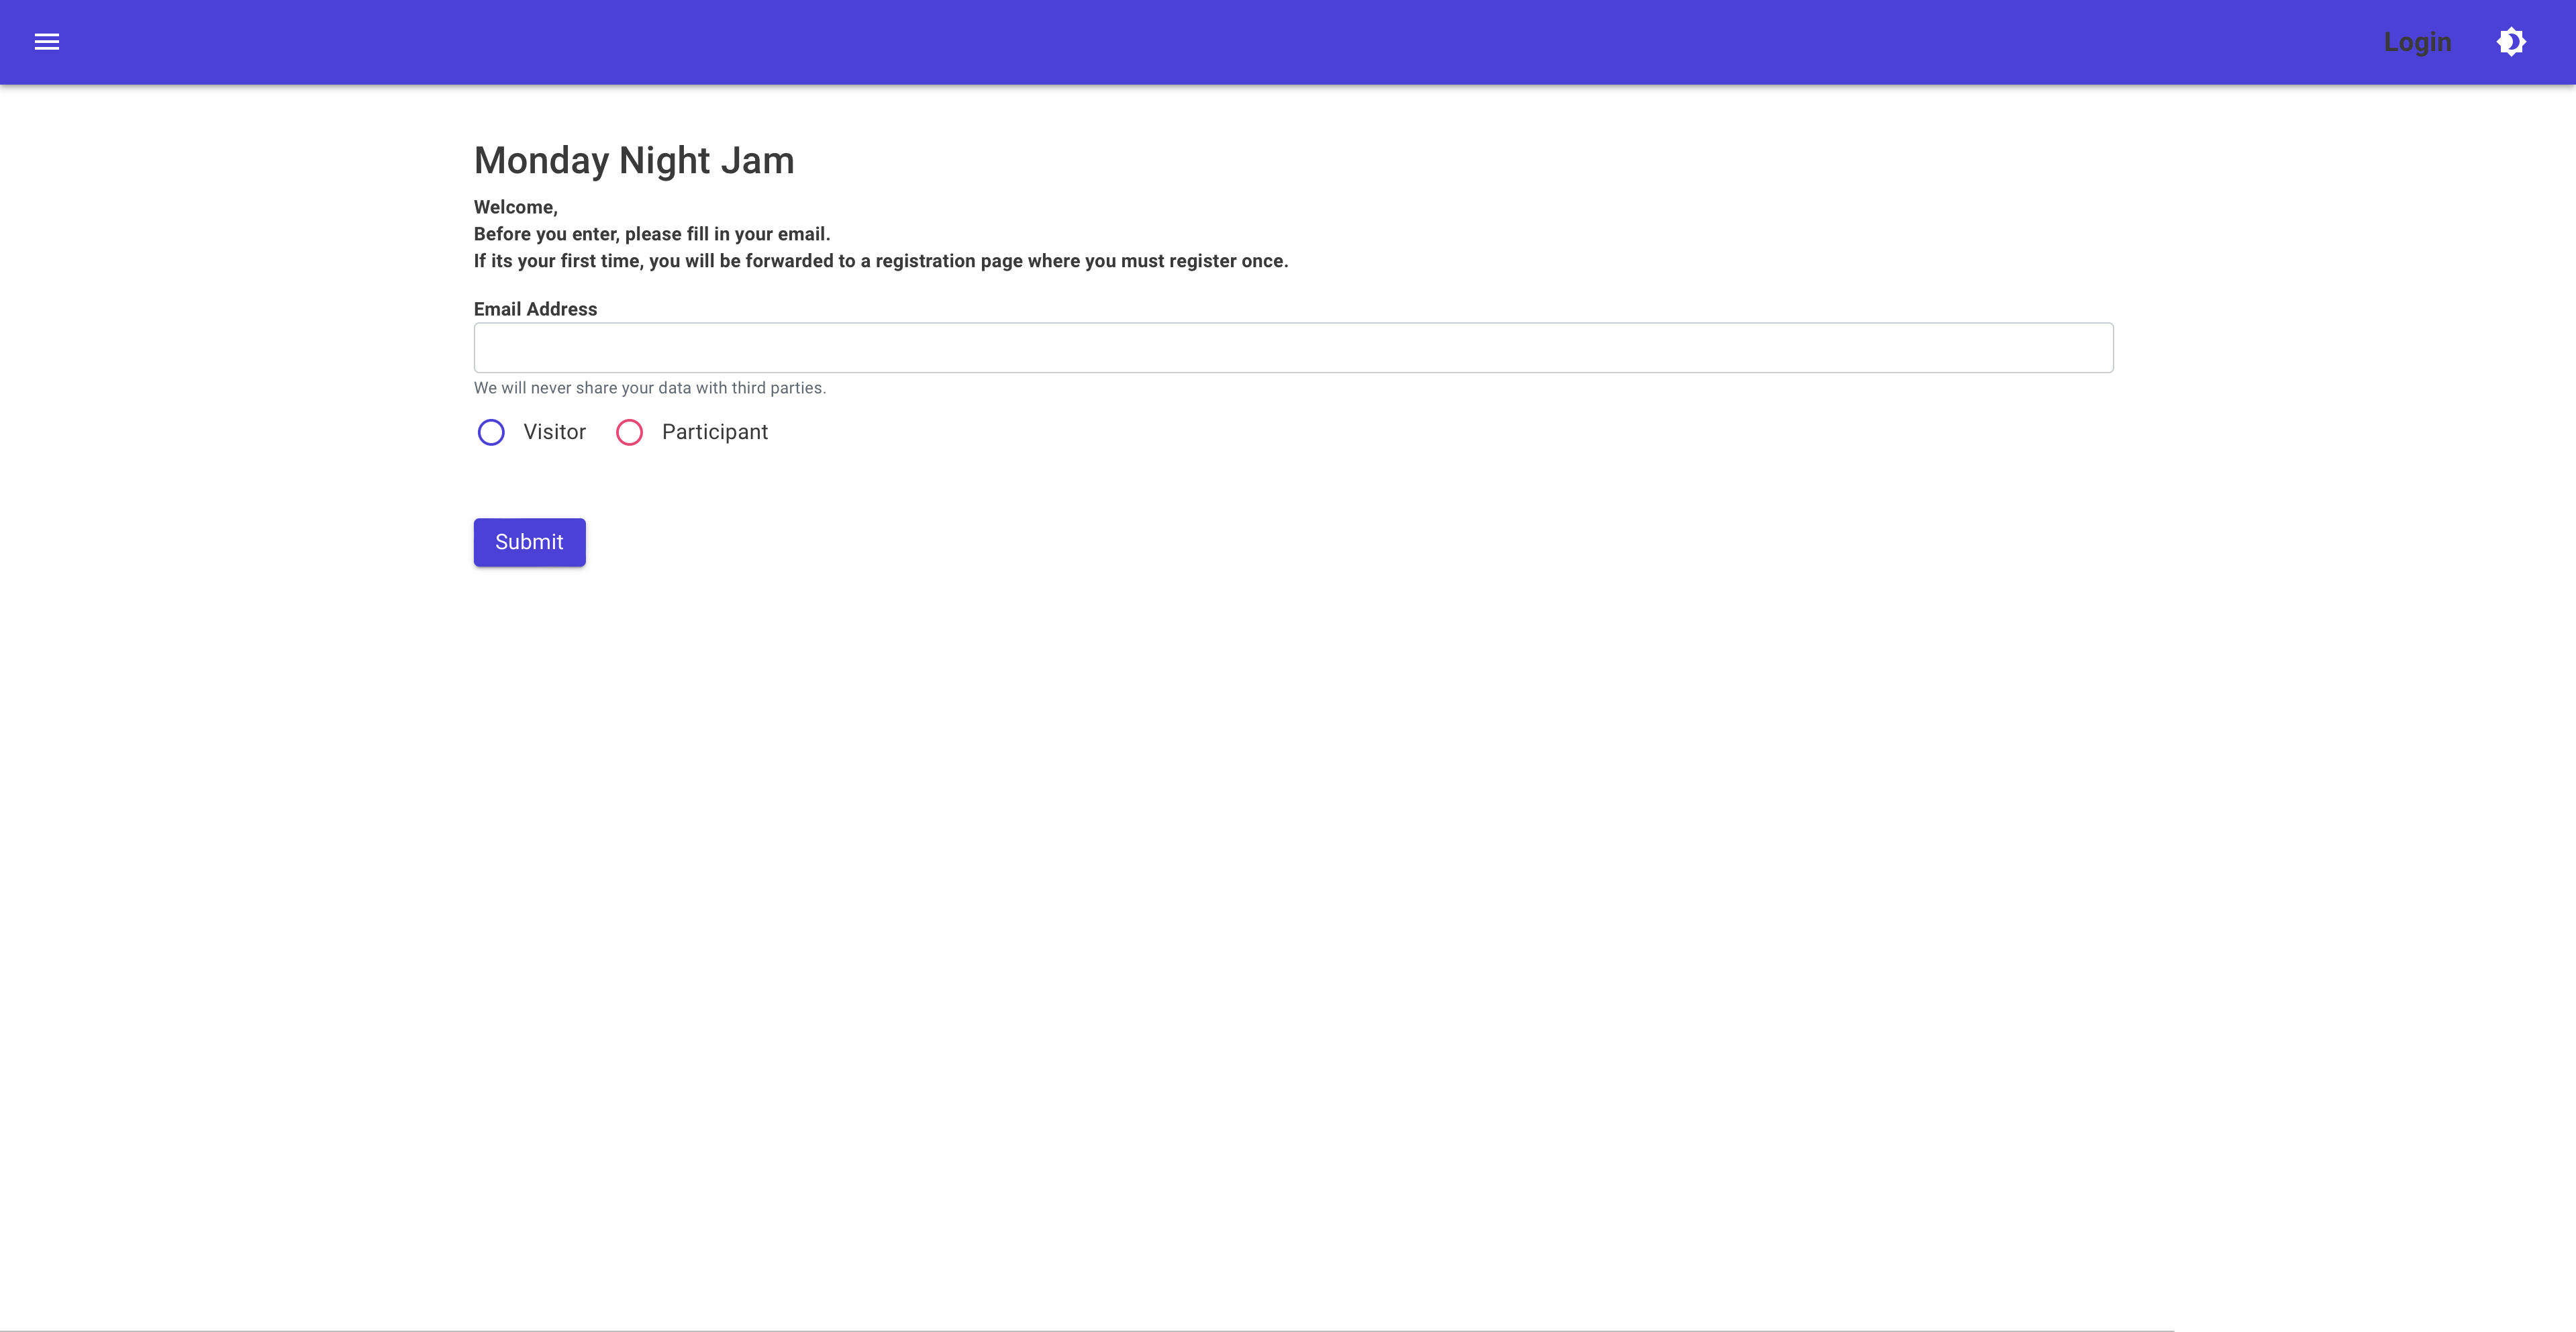 Login
Monday Night Jam
Welcome,
Before you enter, please fill in your email.
If its your first time, you will be forwarded to a registration page where you must register once.
Email Address
We will never share your data with third parties.
Visitor Participant
Submit